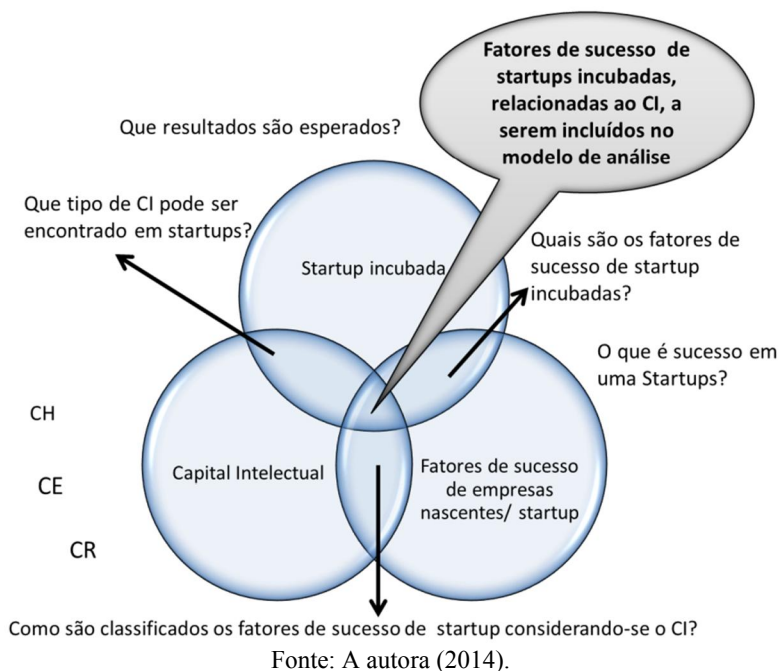 Fatores de sucesso de
startups incubadas,
relacionadas ao CI, a
serem incluídos no
modelo de análise
Que resultados são esperados?
Que tipo de CI pode ser
encontrado em startups?
Startup incubada
Quais são os fatores de
sucesso de startup
incubadas?
O que é sucesso em
uma Startups?
CH
CE
CR
Capital Intelectual
Fatores de sucesso
de empresas
nascentes/ startup
Como são classificados os fatores de sucesso de startup considerando-se o CI?
Fonte: A autora (2014).